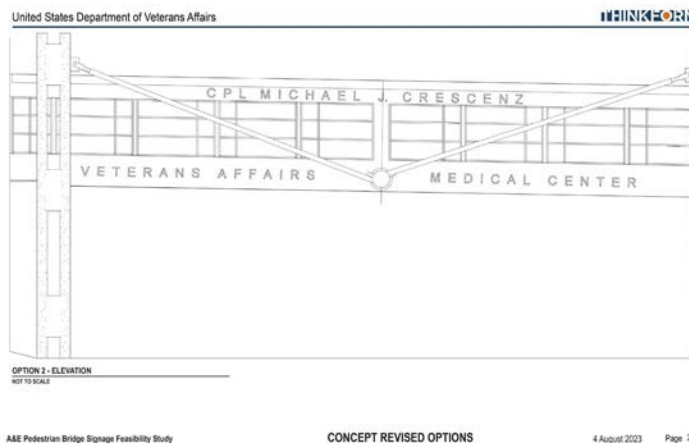 United States Department of Veterans Affairs
THINKFORM
CPL MICHAEL J. CRESCENZ
VETERANS AFFAIRS MEDICAL CENTER
OPTION 2 - ELEVATION
NOT TO SCALE
A&E Pedestrian Bridge Signage Feasibility Study
CONCEPT REVISED OPTIONS
4 August 2023
Page